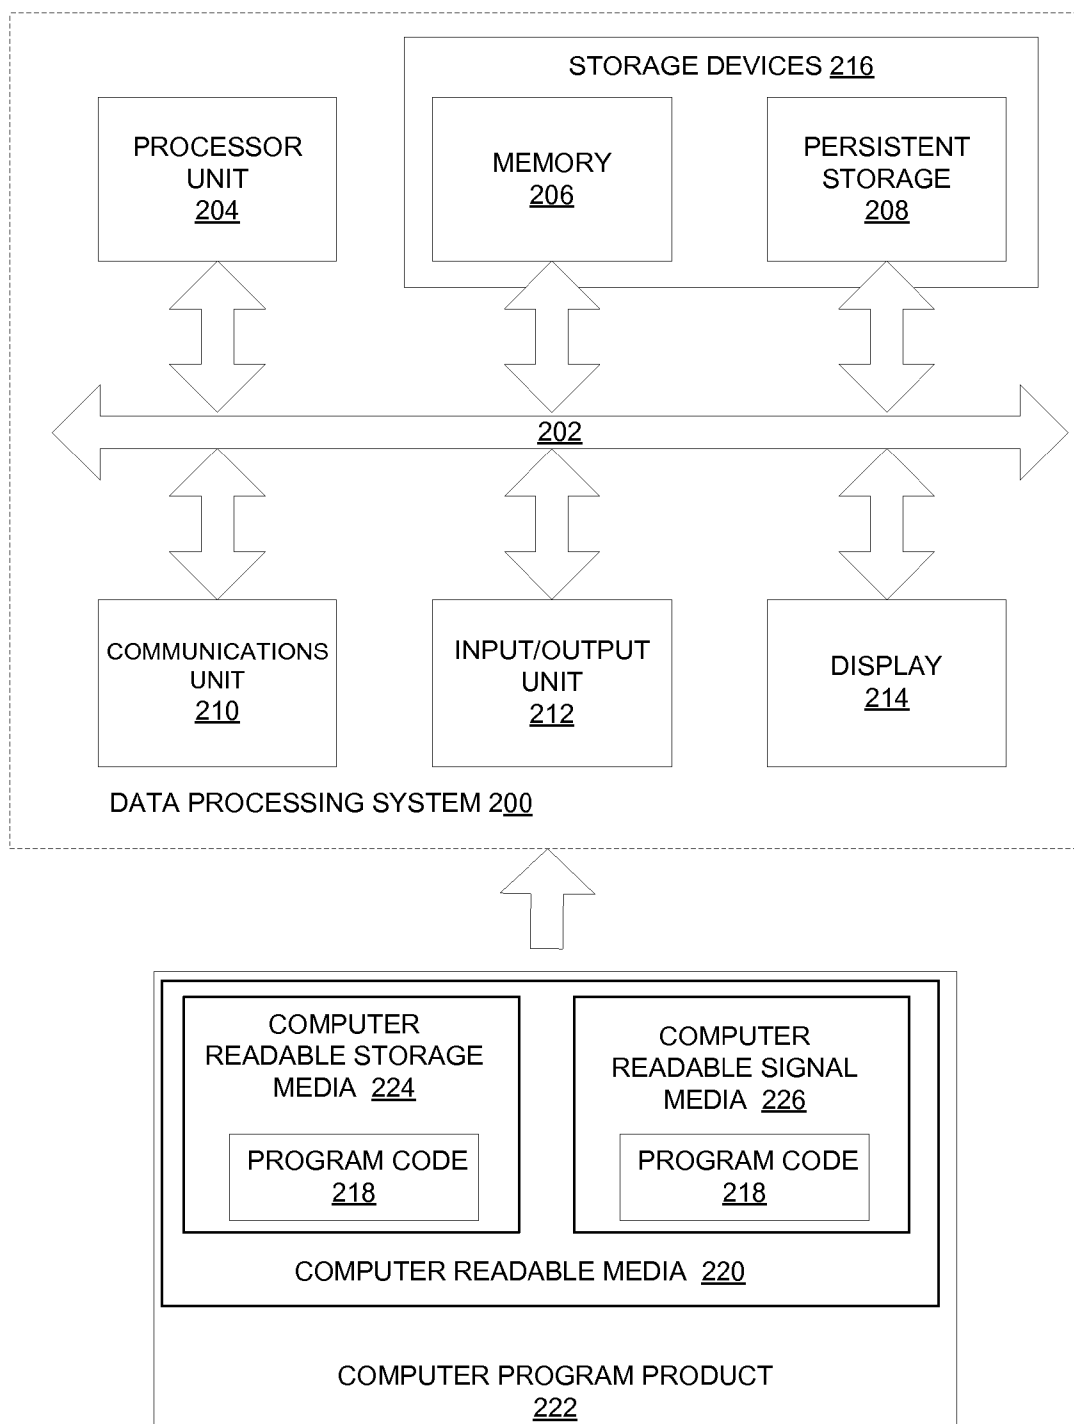 STORAGE DEVICES 216
PROCESSOR
UNIT
204
MEMORY
206
PERSISTENT
STORAGE
208
202
COMMUNICATIONS
UNIT
210
INPUT/OUTPUT
UNIT
212
DISPLAY
214
DATA PROCESSING SYSTEM 200
COMPUTER
READABLE STORAGE
MEDIA 224
PROGRAM CODE
218
COMPUTER
READABLE SIGNAL
MEDIA 226
PROGRAM CODE
218
COMPUTER READABLE MEDIA 220
COMPUTER PROGRAM PRODUCT
222